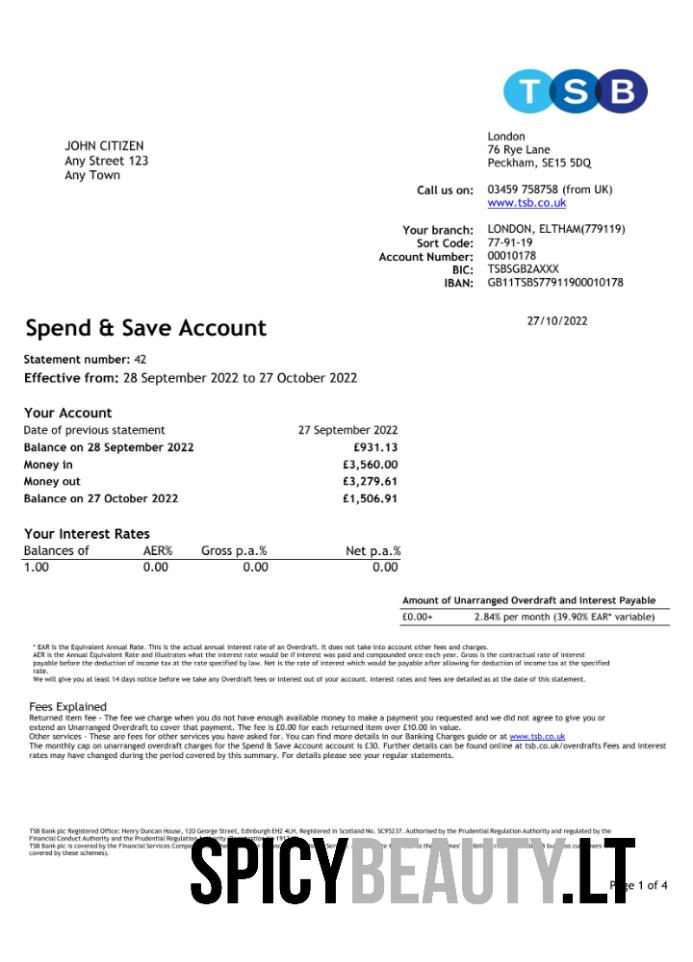 TSB
JOHN CITIZEN
Any Street 123
Any Town
London
76 Rye Lane
Peckham, SE15 5DQ
Call us on: 03459 758758 (from UK)
www.tsb.co.uk
Your branch: LONDON, ELTHAM(779119)
Sort Code: 77-91-19
Account Number: 00010178
BIC: TSBSGB2AXXX
IBAN: GB11TSBS77911900010178
27/10/2022
Spend & Save Account
Statement number: 42
Effective from: 28 September 2022 to 27 October 2022
Your Account
Date of previous statement 27 September 2022
Balance on 28 September 2022 £931.13
Money in £3,560.00
Money out £3,279.61
Balance on 27 October 2022 £1,506.91
Your Interest Rates
Balances of AER% Gross p.a.% Net p.a.%
1.00 0.00 0.00 0.00
Amount of Unarranged Overdraft and Interest Payable
£0.00+ 2.84% per month (39.90% EAR* variable)
* EAR is the Equivalent Annual Rate. This is the actual annual interest rate of an Overdraft. It does not take into account other fees and charges.
AER is the Annual Equivalent Rate and illustrates what the interest rate would be if interest was paid and compounded once each year. Gross is the contractual rate of interest
payable before the deduction of income tax at the rate specified by law. Net is the rate of interest which would be payable after allowing for deduction of income tax at the specified
rate.
We will give you at least 14 days notice before we take any Overdraft fees or interest out of your account. Interest rates and fees are detailed as at the date of this statement.
Fees Explained
Returned item fee - The fee we charge when you do not have enough available money to make a payment you requested and we did not agree to give you or
extend an Unarranged Overdraft to cover that payment. The fee is £0.00 for each returned item over £10.00 in value.
Other services - These are fees for other services you have asked for. You can find more details in our Banking Charges guide or at www.tsb.co.uk
The monthly cap on unarranged overdraft charges for the Spend & Save Account account is £30. Further details can be found online at tsb.co.uk/overdrafts Fees and interest
rates may have changed during the period covered by this summary. For details please see your regular statements.
TSB Bank plc Registered Office: Henry Duncan House, 120 George Street, Edinburgh EH2 4LH. Registered in Scotland No. SC95237. Authorised by the Prudential Regulation Authority and regulated by the
Financial Conduct Authority and the Prudential Regulation
TSB Bank plc is covered by the Financial Services
covered by these schemes).
SPICYBEAUTY.LT
1 of 4